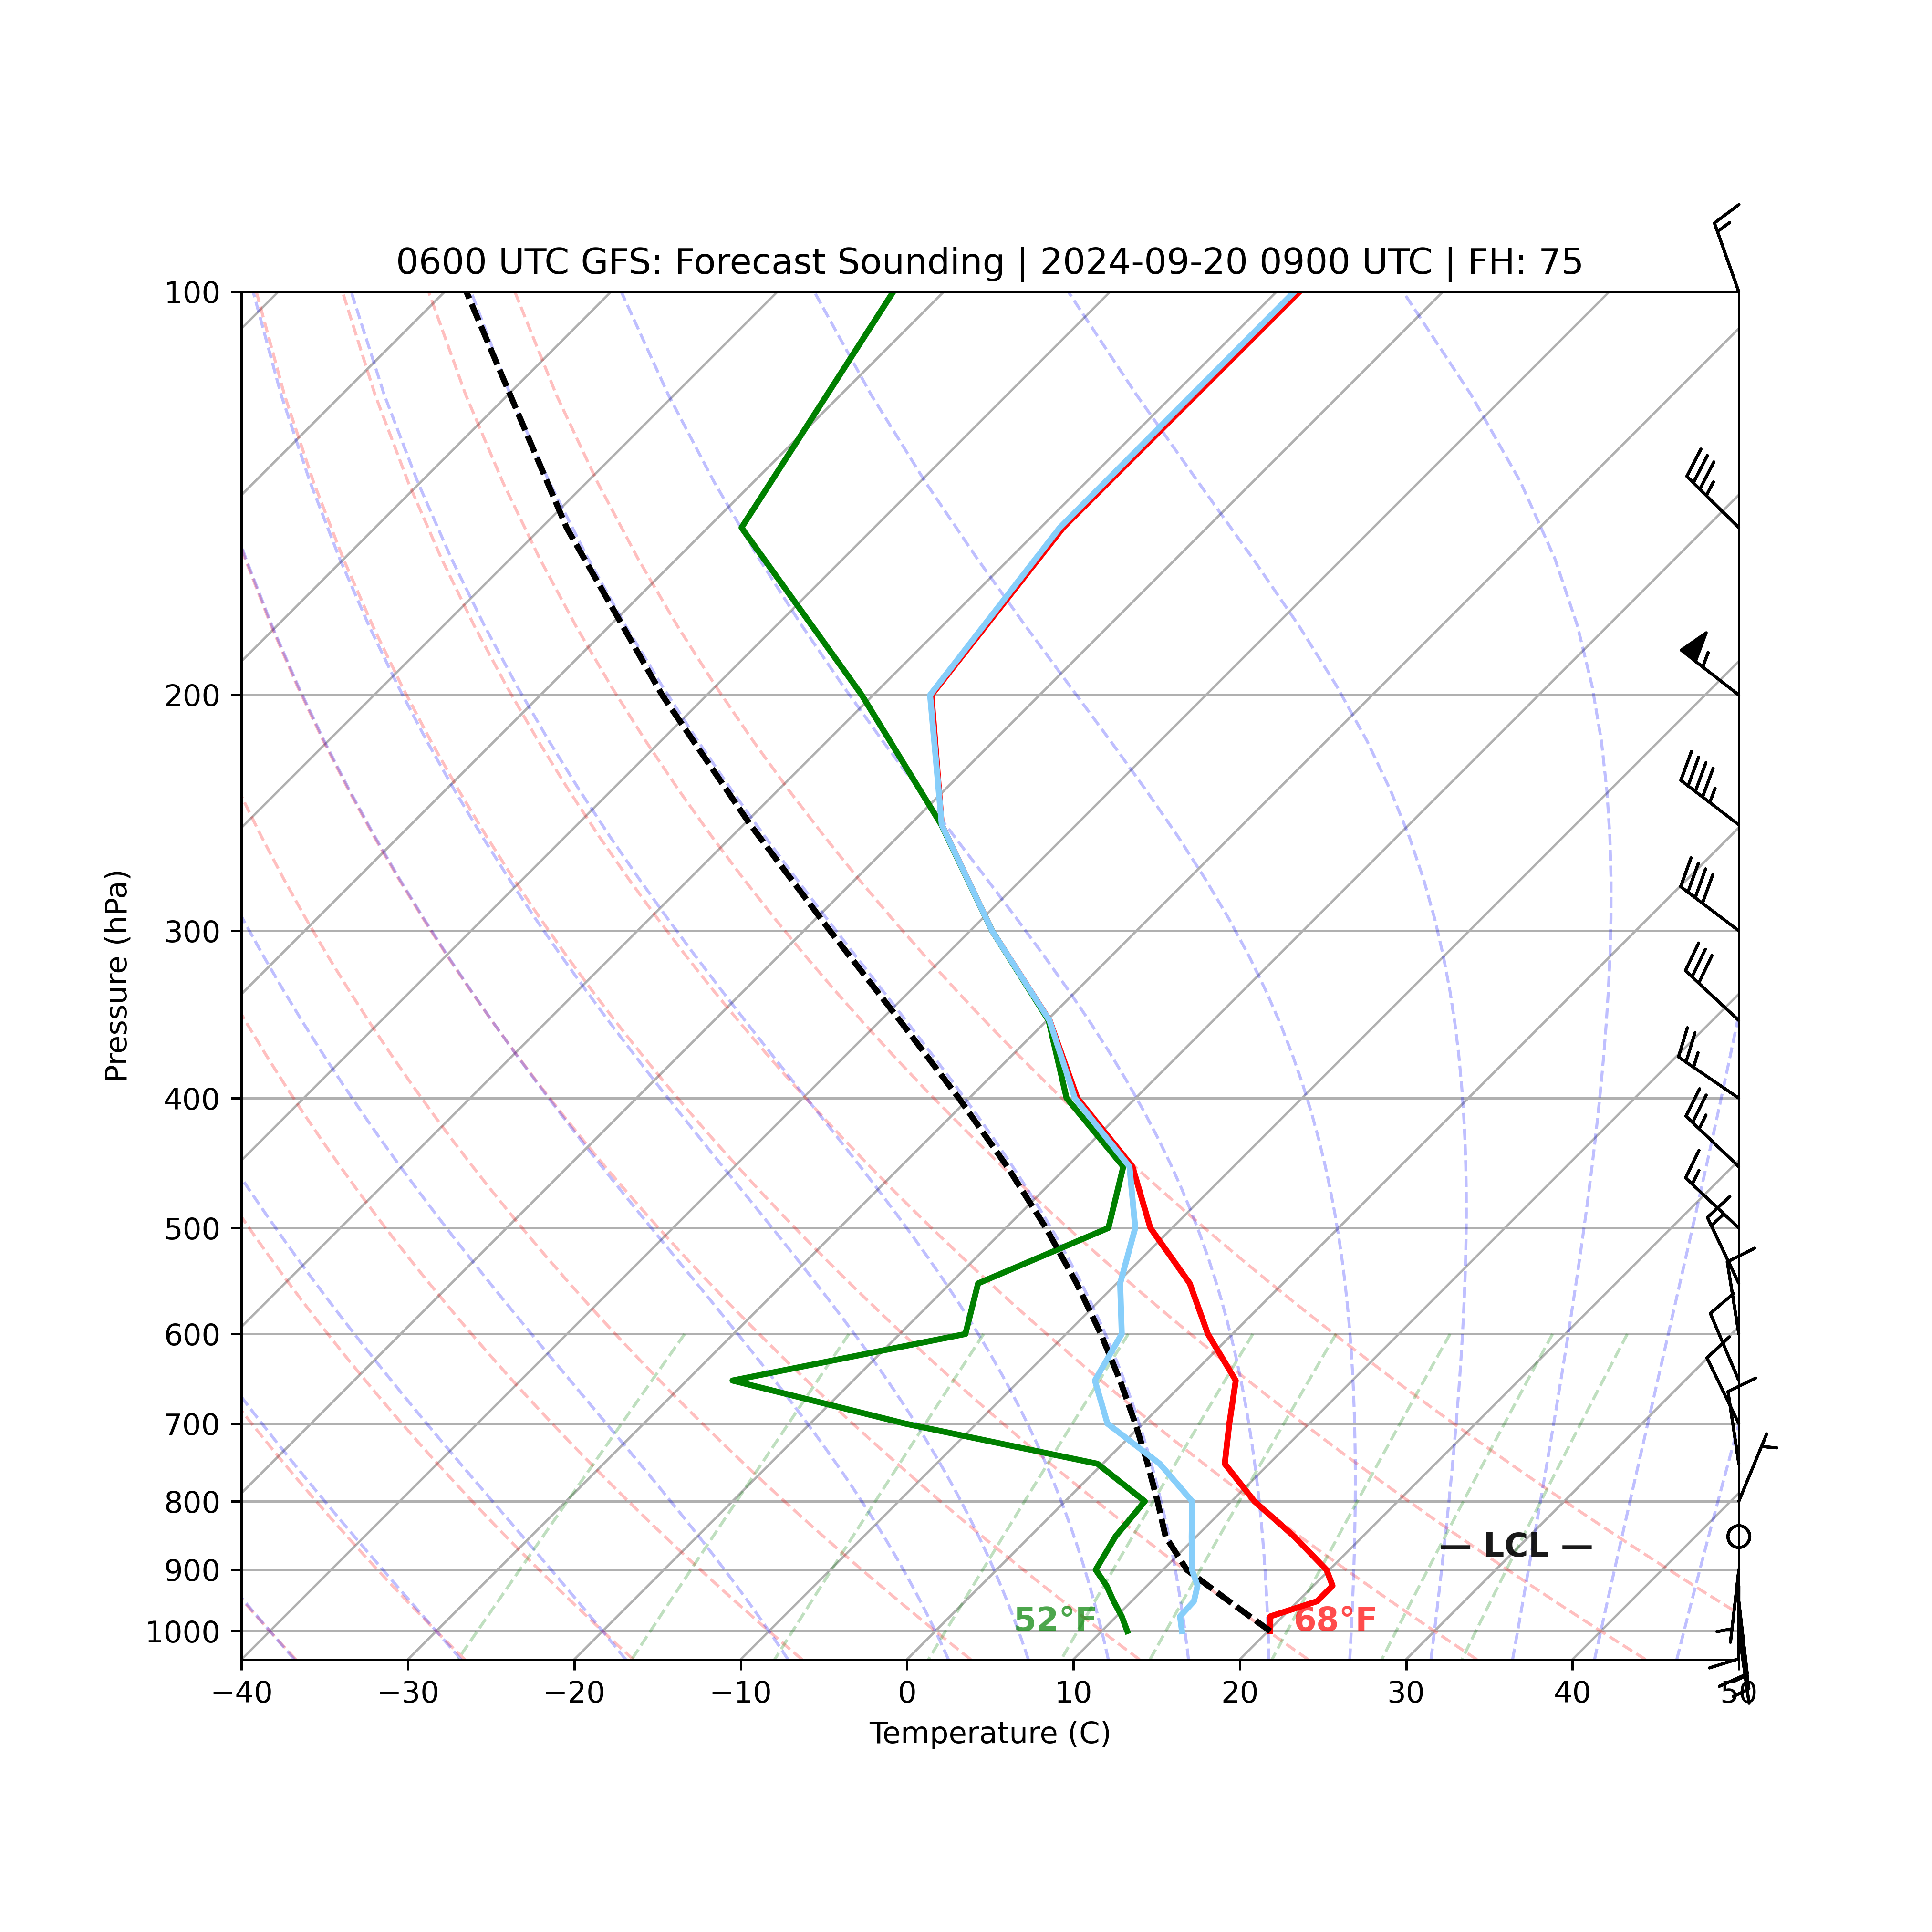 0600 UTC GFS: Forecast Sounding | 2024-09-20 0900 UTC | FH: 75
100
200
300
400
500
600
700
800
900
1000
Pressure (hPa)
— LCL —
52°F 68°F
−40 −30 −20 −10 0 10 20 30 40 50
Temperature (C)